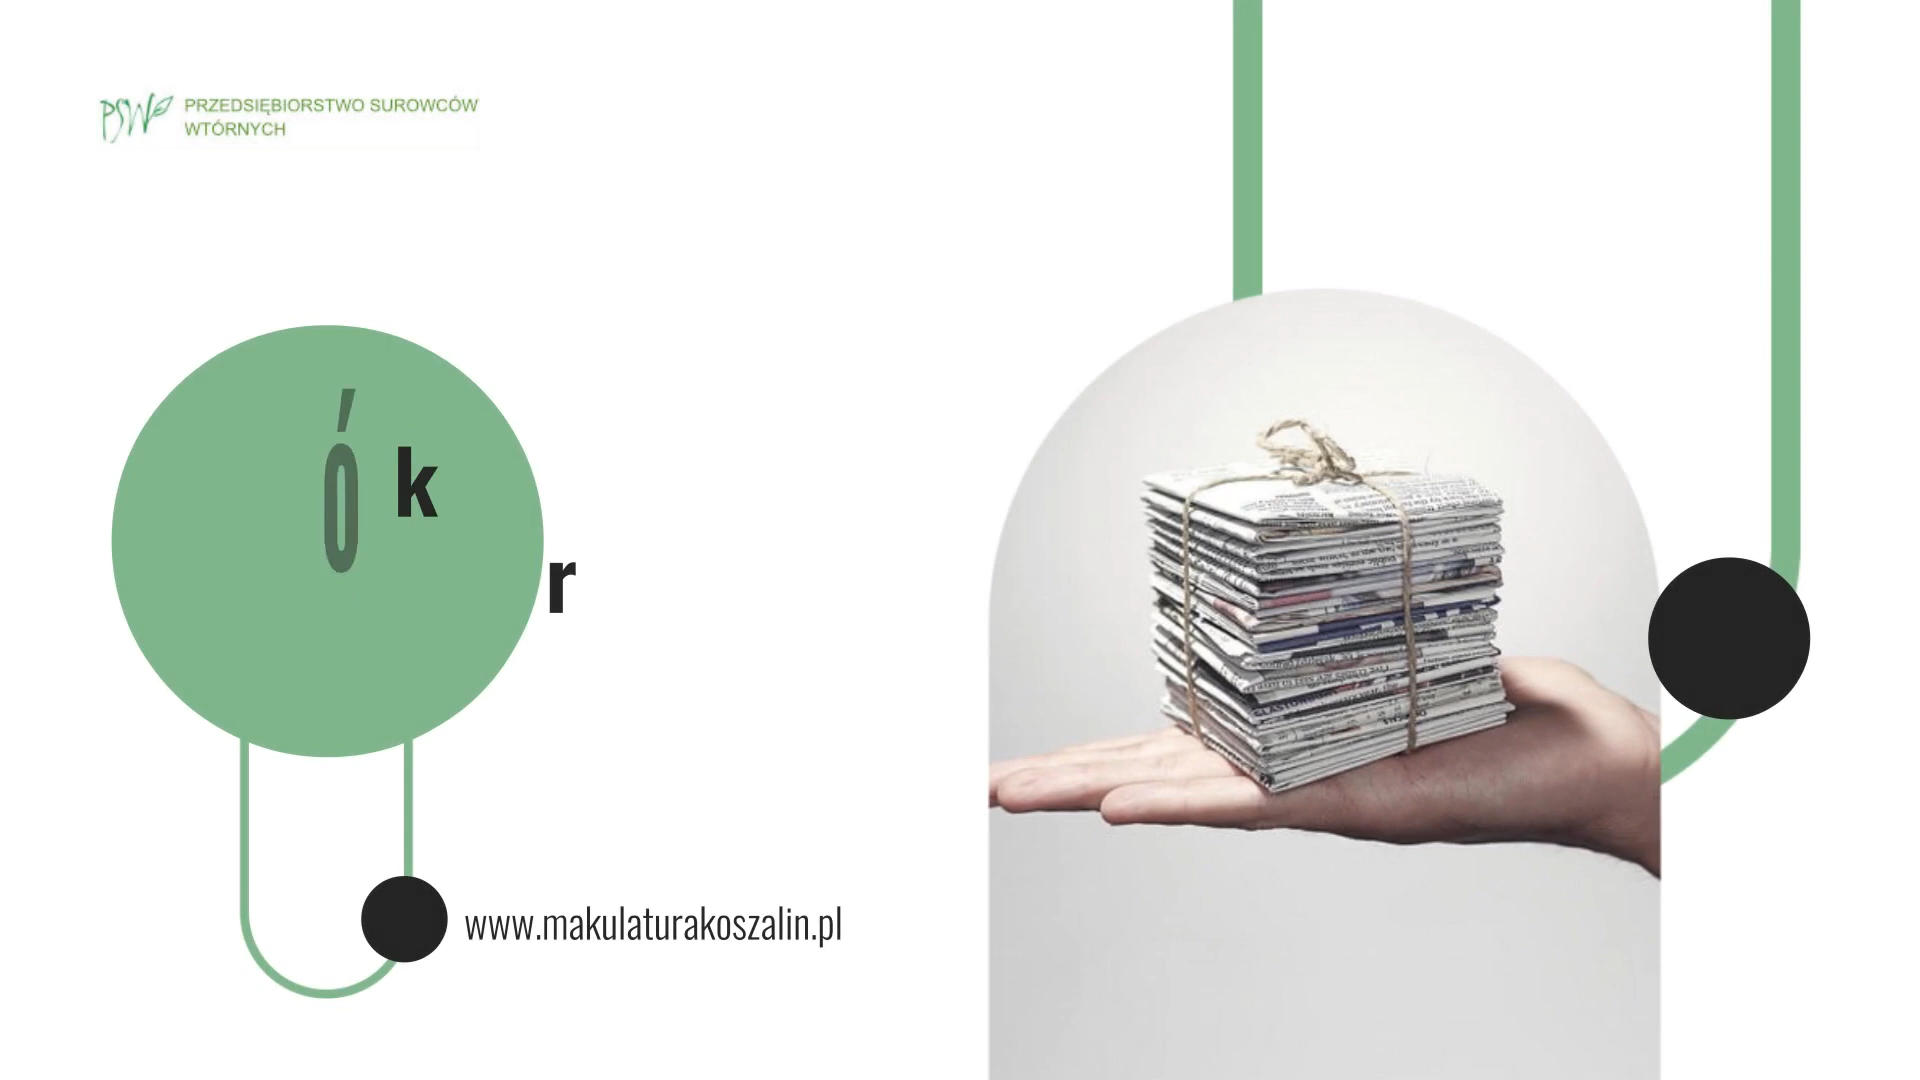 PSW PRZEDSIĘBIORSTWO SUROWCÓW
WTÓRNYCH
ó k
r
www.makulaturakoszalin.pl